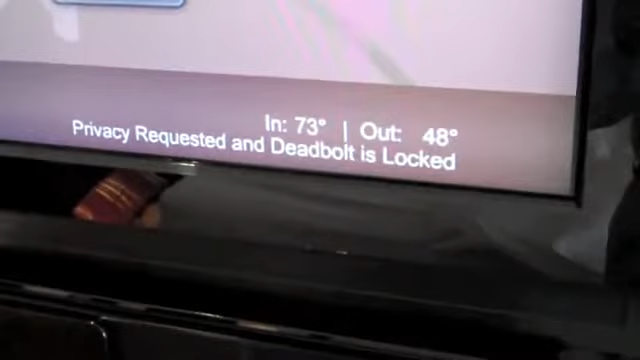 In: 73° | Out: 48°
Privacy Requested and Deadbolt is Locked